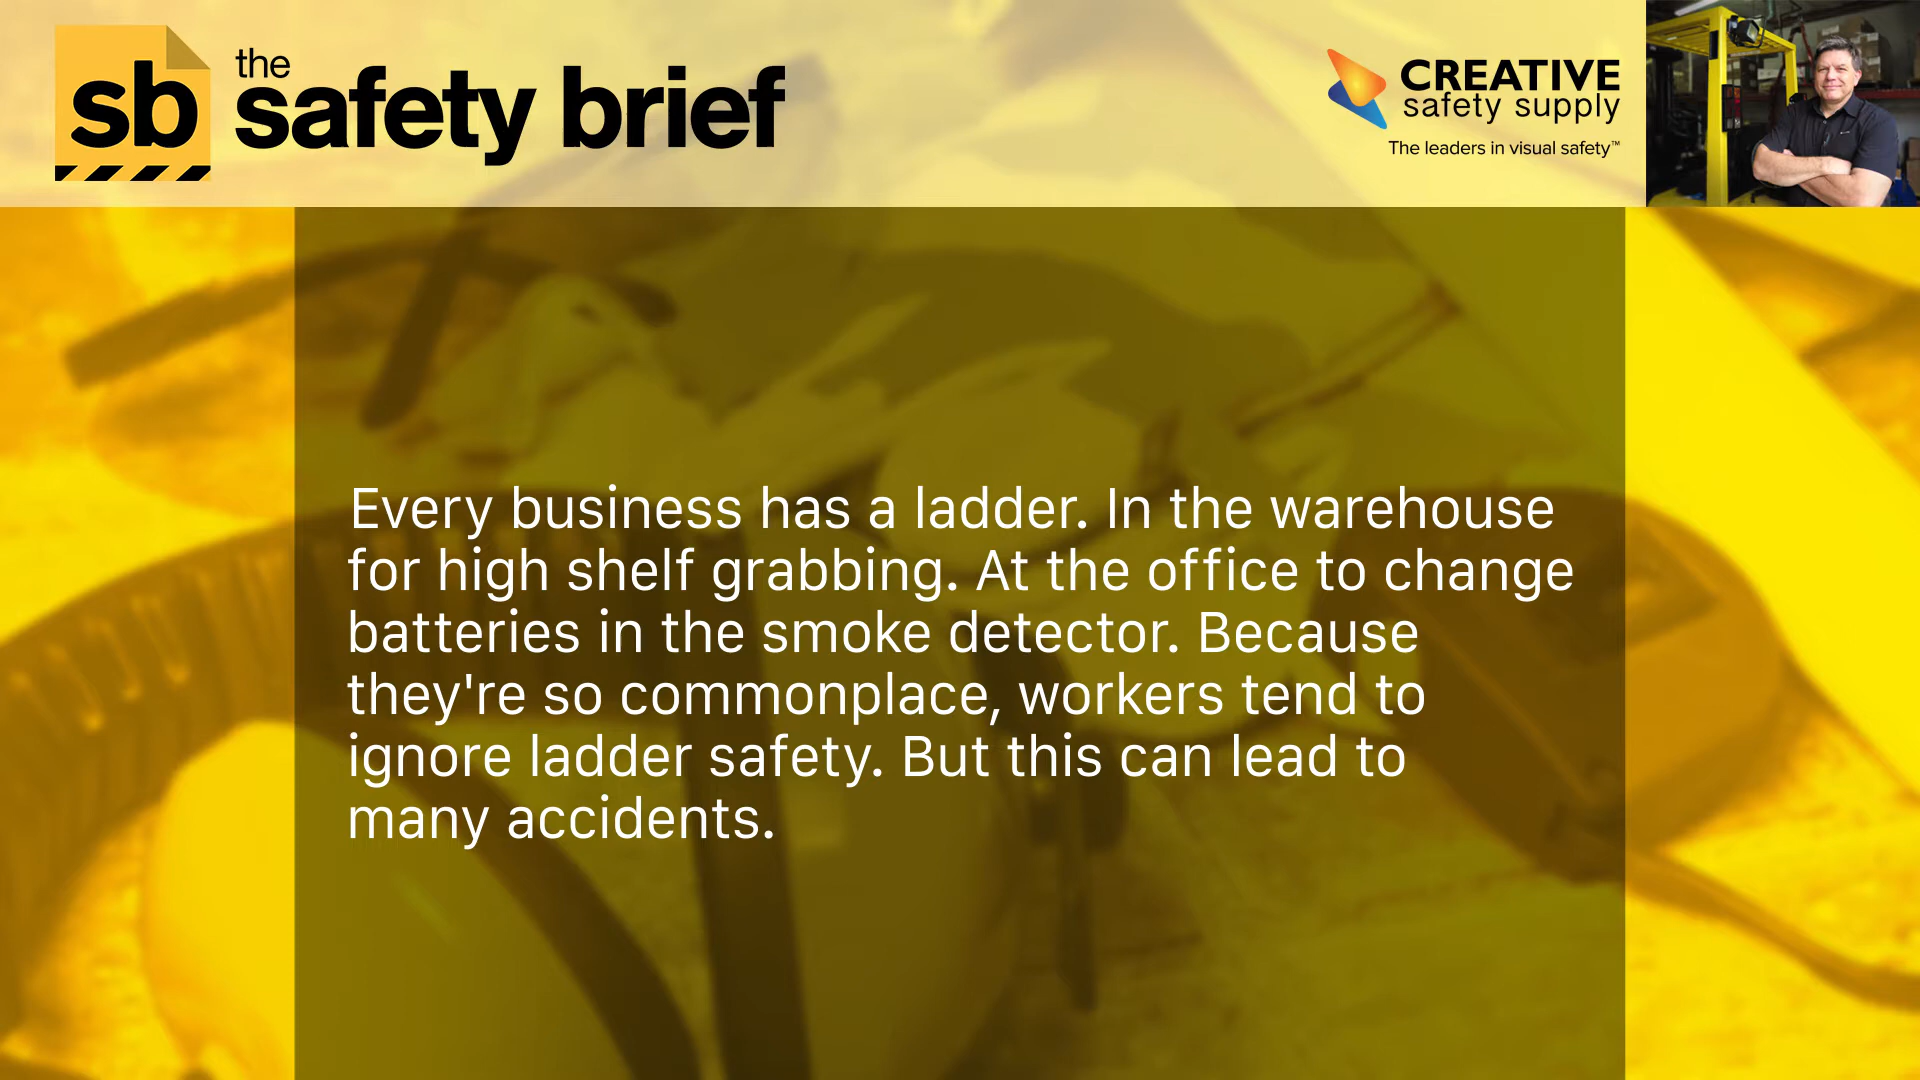 sb
the
safety brief
CREATIVE
safety supply
The leaders in visual safety™
Every business has a ladder. In the warehouse
for high shelf grabbing. At the office to change
batteries in the smoke detector. Because
they're so commonplace, workers tend to
ignore ladder safety. But this can lead to
many accidents.